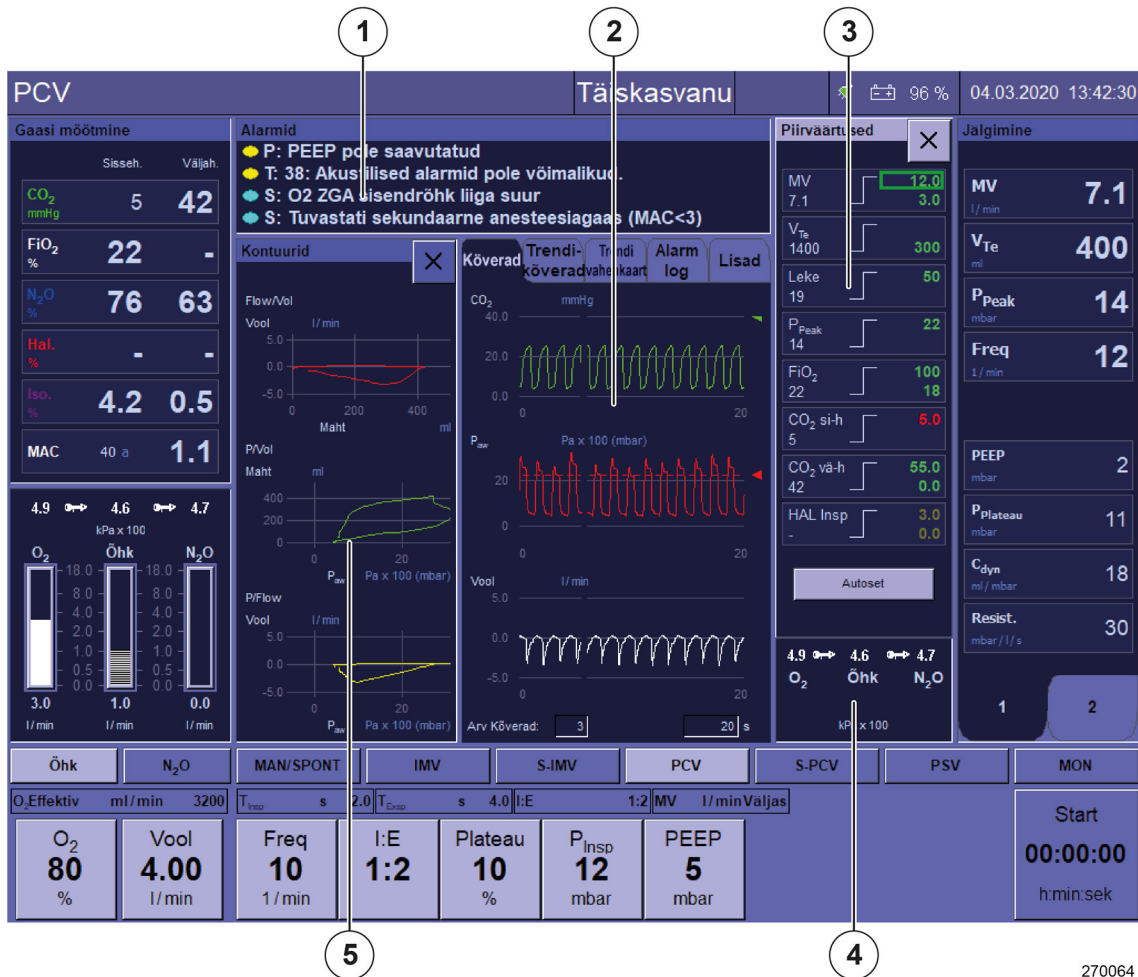 1
2
3
PCV
Täiskasvanu
96 %
04.03.2020 13:42:30
Gaasi mõõtmine
Sisseh. Väljah.
CO2 mmHg 5 42
FiO2 % 22 -
N2O % 76 63
Hal. % - -
Iso. % 4.2 0.5
MAC 40 a 1.1
4.9 4.6 4.7
kPa x 100
O2 Õhk N2O
18.0 18.0
8.0 8.0
4.0 4.0
2.0 2.0
1.0 1.0
0.5 0.5
0.0 0.0
3.0 1.0 0.0
l/min l/min l/min
Alarmid
P: PEEP pole saavutatud
T: 38: Akustilised alarmid pole võimalikud.
S: O2 ZGA sisendrõhk liiga suur
S: Tuvastati sekundaarne anesteesiagaas (MAC<3)
Kontuurid
Flow/Vol
Vool l/min
5.0
0.0
-5.0
0 200 400
Maht ml
P/Vol
Maht ml
400
200
0
0 20
Paw Pa x 100 (mbar)
P/Flow
Vool l/min
5.0
0.0
-5.0
0 20
Paw Pa x 100 (mbar)
Kõverad
Trendi-kõverad
Trendi vahenkaart
Alarm log
Lisad
CO2 mmHg
40.0
20.0
0.0
0 20
Paw Pa x 100 (mbar)
20
0
0 20
Vool l/min
5.0
0.0
-5.0
0 20
Arv Kõverad: 3 20 s
Piirväärtused
MV 12.0
7.1 3.0
VTe
1400 300
Leke 50
19
PPeak 22
14
FiO2 100
22 18
CO2 si-h 5.0
5
CO2 vä-h 55.0
42 0.0
HAL Insp 3.0
- 0.0
Autoset
4.9 4.6 4.7
O2 Õhk N2O
kPa x 100
Jälgimine
MV l/min 7.1
VTe ml 400
PPeak mbar 14
Freq 1/min 12
PEEP mbar 2
PPlateau mbar 11
Cdyn ml/mbar 18
Resist. mbar/l/s 30
1 2
Õhk N2O MAN/SPONT IMV S-IMV PCV S-PCV PSV MON
O2Effektiv ml/min 3200
TInsp s 2.0
TExsp s 4.0
I:E 1:2
MV l/min Väljas
O2 80 %
Vool 4.00 l/min
Freq 10 1/min
I:E 1:2
Plateau 10 %
PInsp 12 mbar
PEEP 5 mbar
Start 00:00:00 h:min:sek
5
4
270064